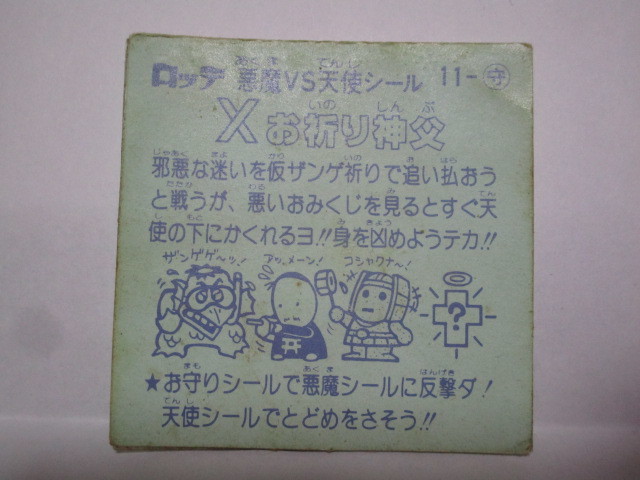 ロッテ 悪魔VS天使シール 11-守
Xお祈り神父
邪悪な迷いを仮ザンゲ祈りで追い払おう
と戦うが、悪いおみくじを見るとすぐ天
使の下にかくれるヨ!!身を凶めようテカ!!
ザンゲゲ〜ッ! アッ、メーン! コシャクナ〜!
?
★お守りシールで悪魔シールに反撃ダ!
天使シールでとどめをさそう!!